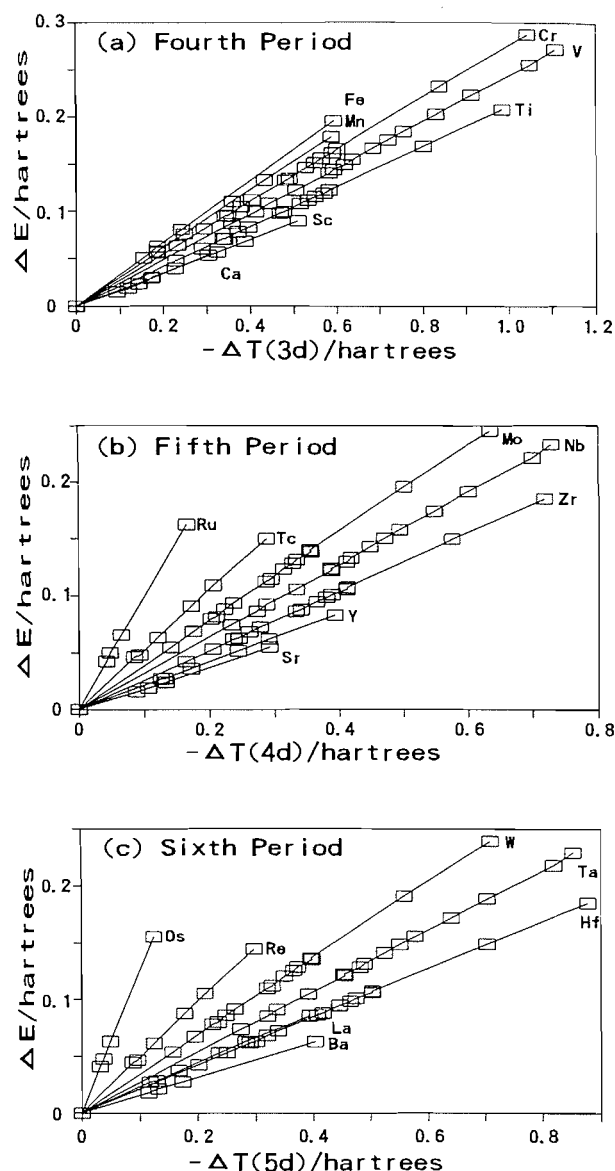 (a) Fourth Period
ΔE/hartrees
0.3
0.2
0.1
0
Cr
V
Ti
Fe
Mn
Sc
Ca
0 0.2 0.4 0.6 0.8 1.0 1.2
-ΔT(3d)/hartrees
(b) Fifth Period
ΔE/hartrees
0.2
0.1
0
Mo
Nb
Zr
Ru
Tc
Y
Sr
0 0.2 0.4 0.6 0.8
-ΔT(4d)/hartrees
(c) Sixth Period
ΔE/hartrees
0.2
0.1
0
W
Ta
Hf
Os
Re
La
Ba
0 0.2 0.4 0.6 0.8
-ΔT(5d)/hartrees